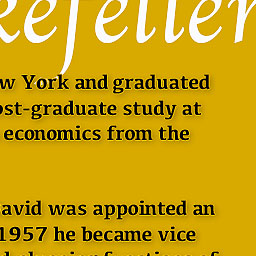 kefeller
w York and graduated
ost-graduate study at
economics from the
avid was appointed an
1957 he became vice